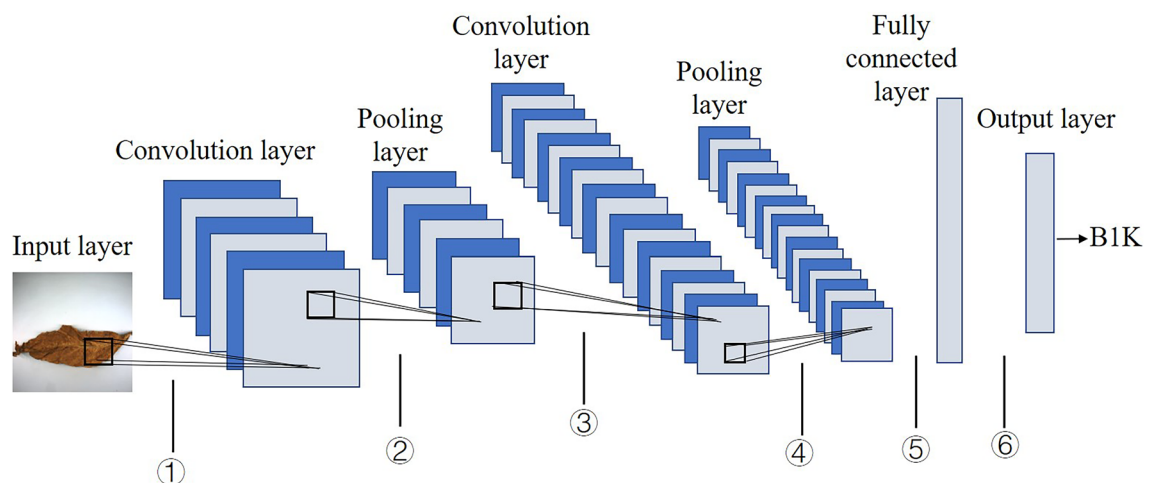 Input layer
Convolution layer
Pooling
layer
Convolution
layer
Pooling
layer
Fully
connected
layer
Output layer
B1K
①
②
③
④
⑤
⑥